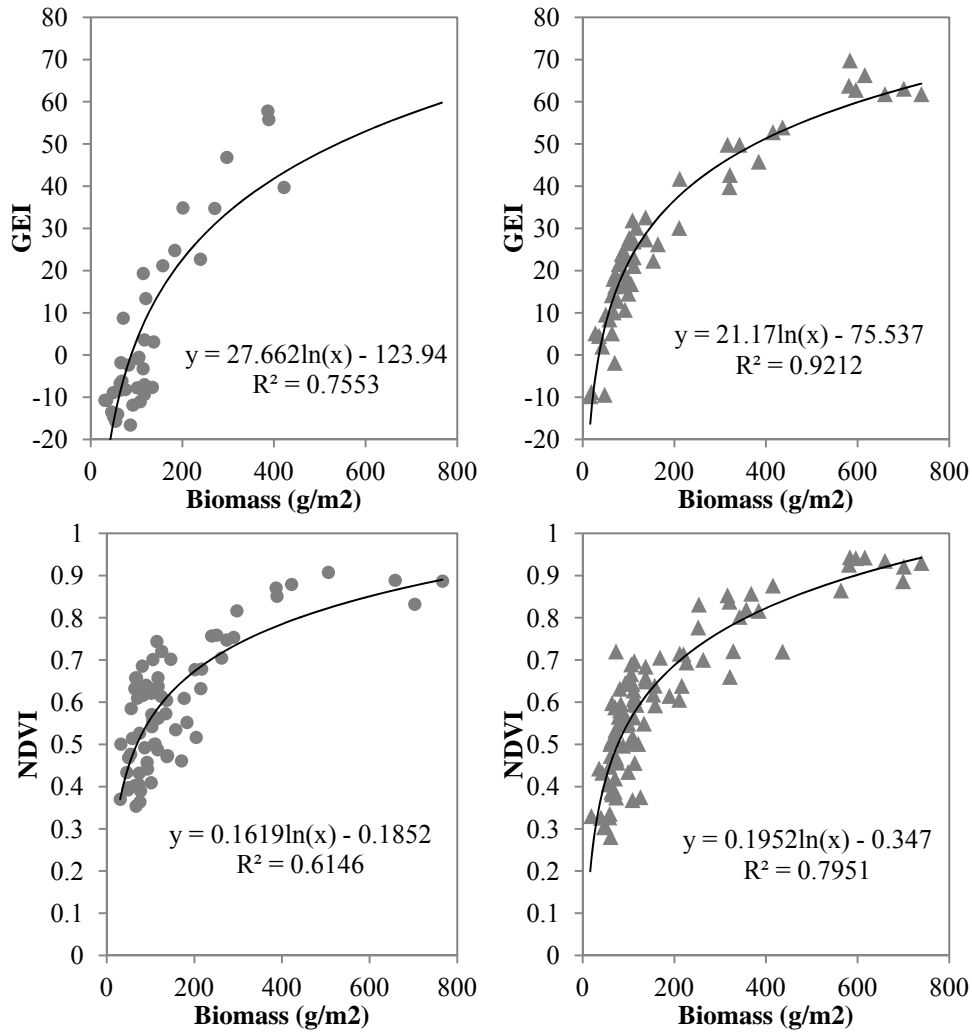 80
70
60
50
40
30
20
10
0
-10
-20
GEI
y = 27.662ln(x) - 123.94
R² = 0.7553
0 200 400 600 800
Biomass (g/m2)
80
70
60
50
40
30
20
10
0
-10
-20
GEI
y = 21.17ln(x) - 75.537
R² = 0.9212
0 200 400 600 800
Biomass (g/m2)
1
0.9
0.8
0.7
0.6
0.5
0.4
0.3
0.2
0.1
0
NDVI
y = 0.1619ln(x) - 0.1852
R² = 0.6146
0 200 400 600 800
Biomass (g/m2)
1
0.9
0.8
0.7
0.6
0.5
0.4
0.3
0.2
0.1
0
NDVI
y = 0.1952ln(x) - 0.347
R² = 0.7951
0 200 400 600 800
Biomass (g/m2)